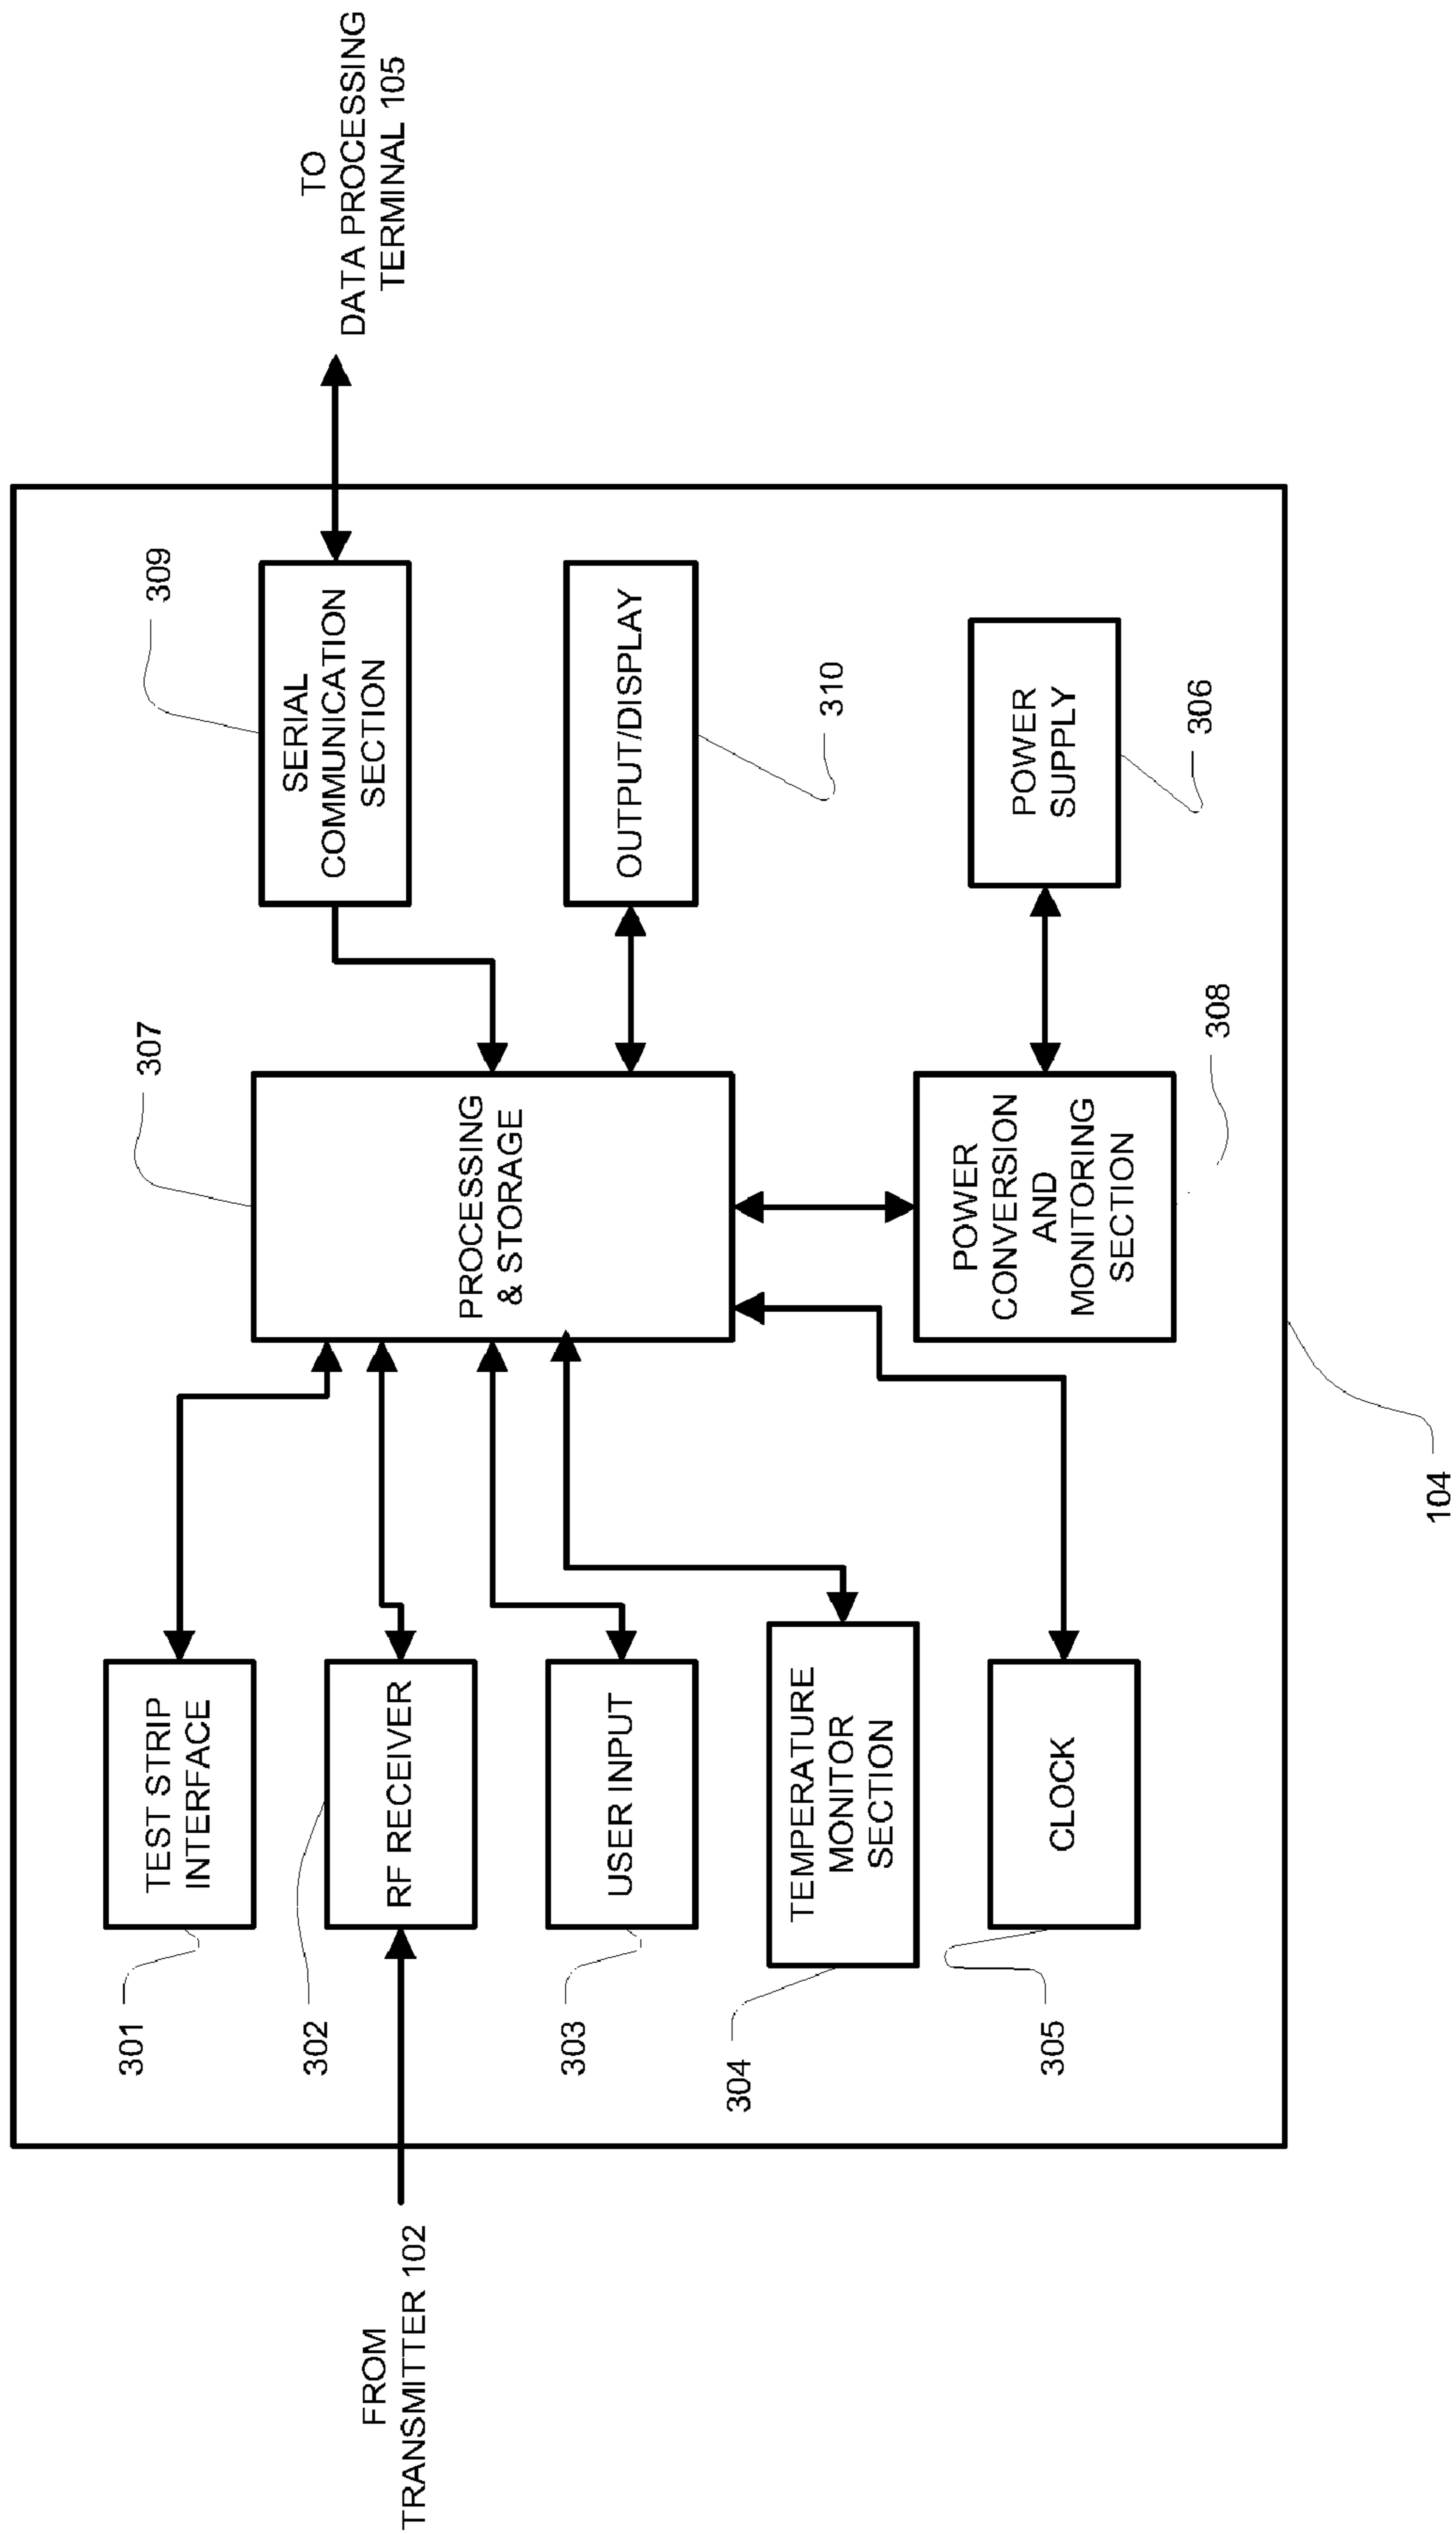 FROM
TRANSMITTER 102
301
TEST STRIP
INTERFACE
302
RF RECEIVER
303
USER INPUT
304
TEMPERATURE
MONITOR
SECTION
305
CLOCK
307
PROCESSING
& STORAGE
POWER
CONVERSION
AND
MONITORING
SECTION
308
309
SERIAL
COMMUNICATION
SECTION
OUTPUT/DISPLAY
310
POWER
SUPPLY
306
TO
DATA PROCESSING
TERMINAL 105
104